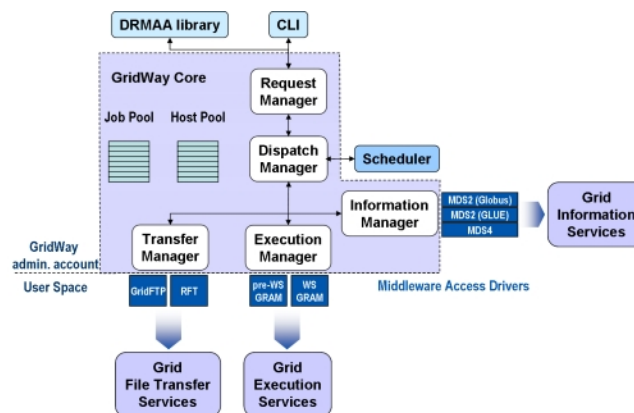 DRMAA library
CLI
GridWay Core
Request
Manager
Job Pool
Host Pool
Dispatch
Manager
Scheduler
Information
Manager
MDS2 (Globus)
MDS2 (GLUE)
MDS4
Grid
Information
Services
Transfer
Manager
Execution
Manager
GridWay
admin. account
User Space
GridFTP
RFT
pre-WS
GRAM
WS
GRAM
Middleware Access Drivers
Grid
File Transfer
Services
Grid
Execution
Services